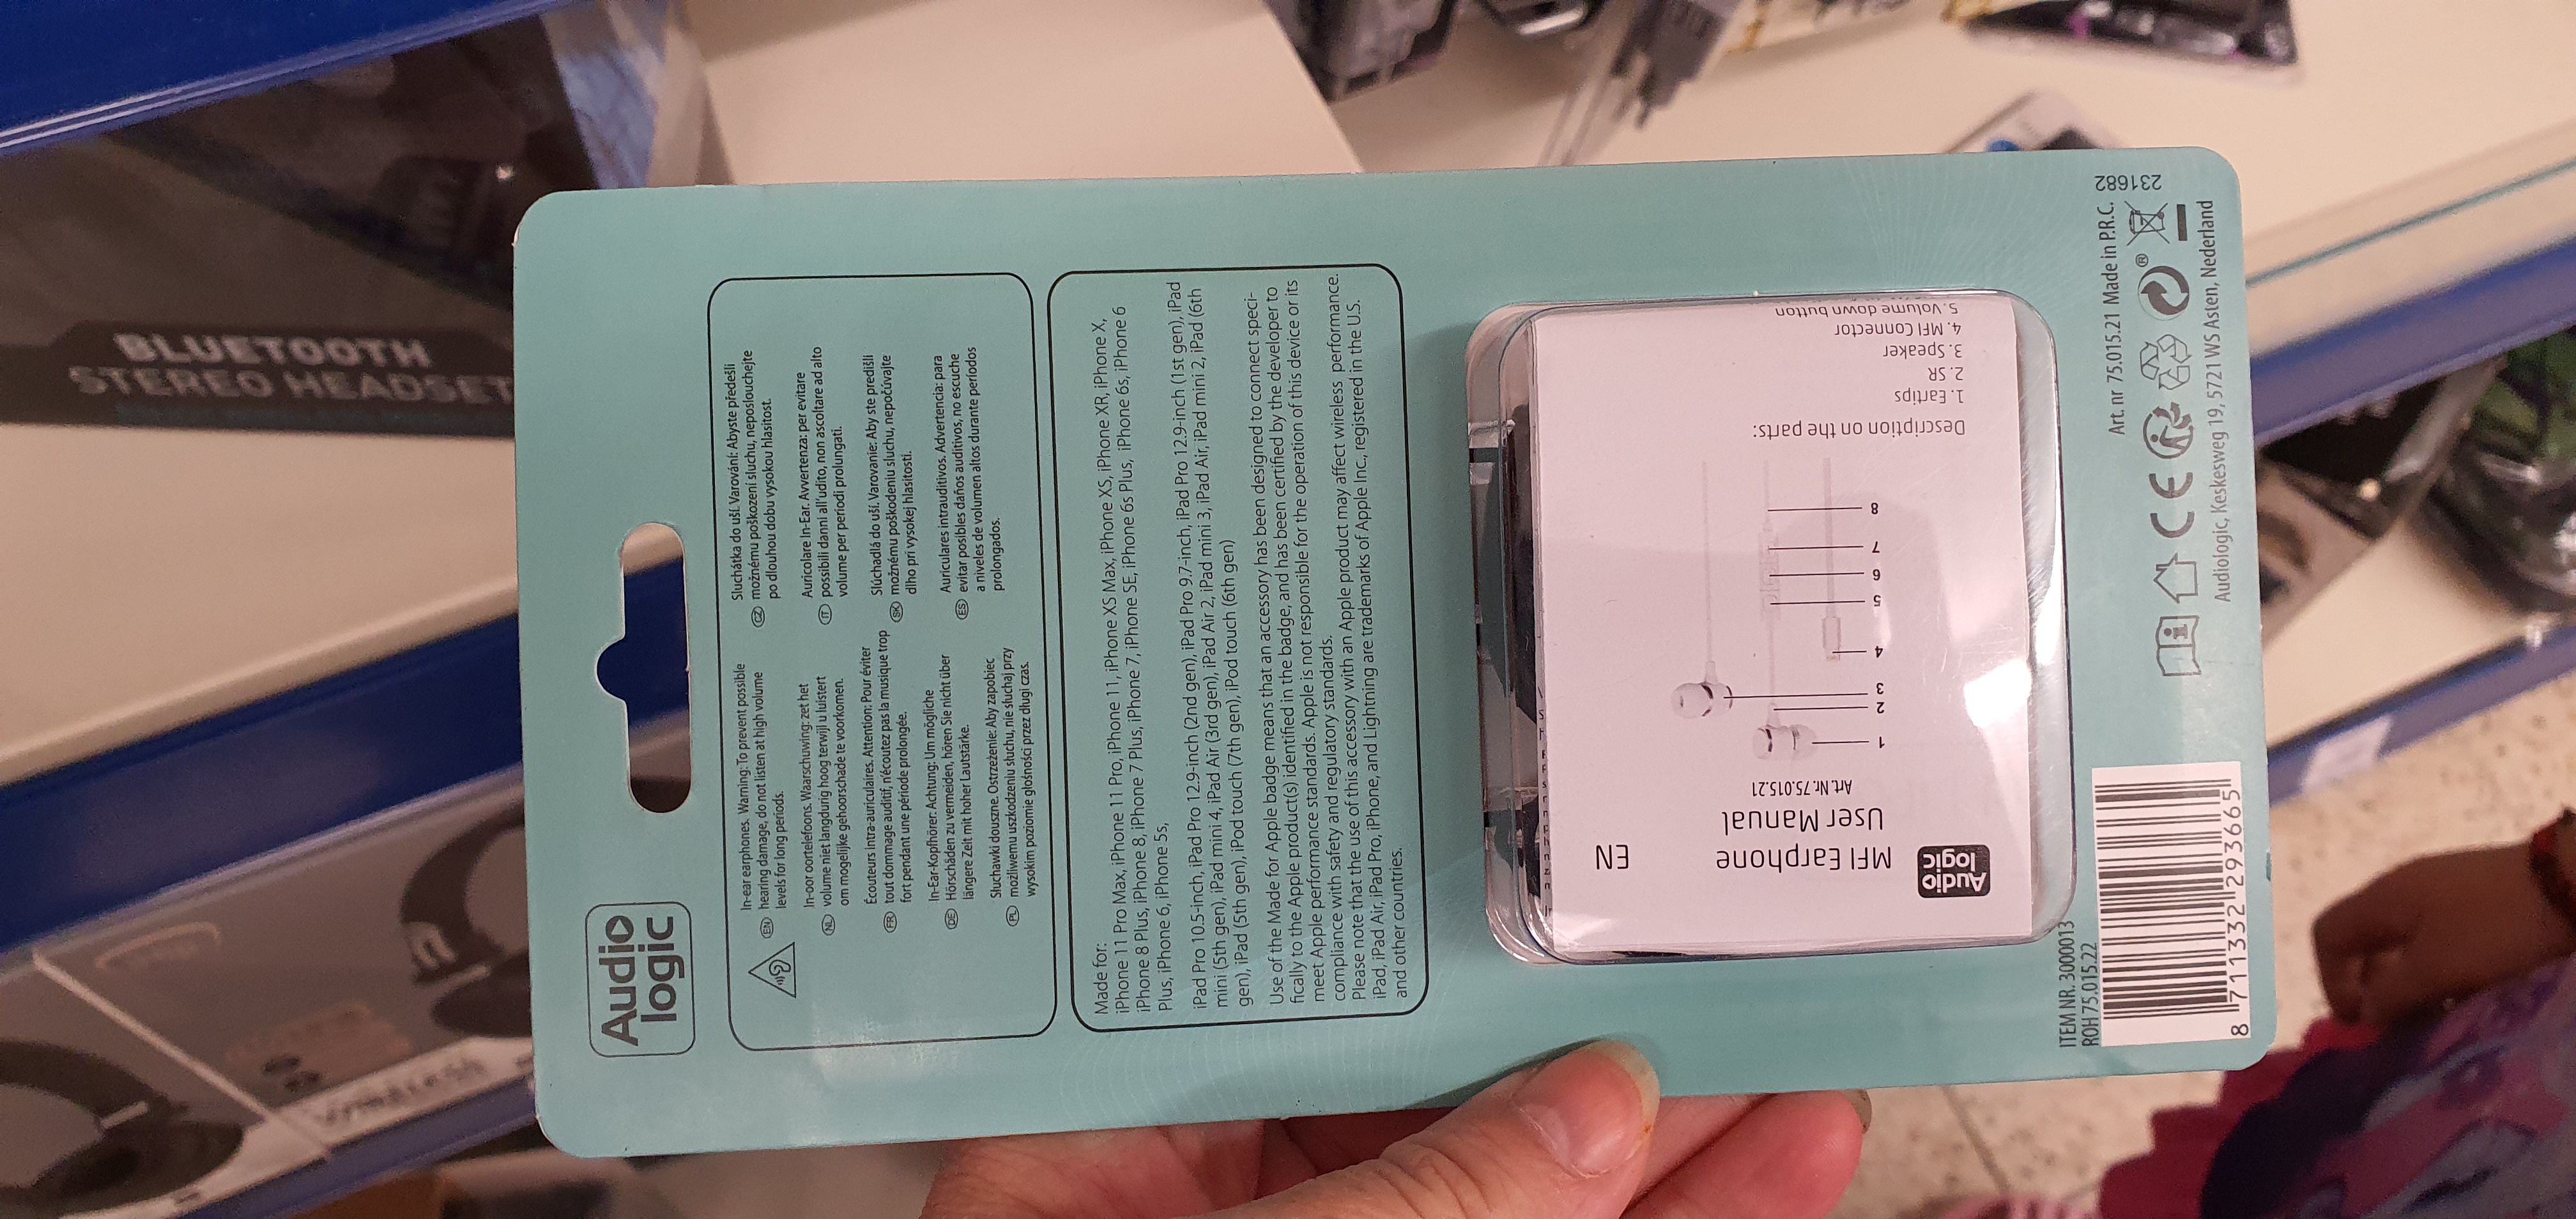 Audio
logic
EN In-ear earphones. Warning: To prevent possible
hearing damage, do not listen at high volume
levels for long periods.
NL In-oor oortelefoons. Waarschuwing: zet het
volume niet langdurig hoog terwijl u luistert
om mogelijke gehoorschade te voorkomen.
FR Écouteurs intra-auriculaires. Attention: Pour éviter
tout dommage auditif, n'écoutez pas la musique trop
fort pendant une période prolongée.
DE In-Ear-Kopfhörer: Achtung: Um mögliche
Hörschäden zu vermeiden, hören Sie nicht über
längere Zeit mit hoher Lautstärke.
PL Słuchawki douszne. Ostrzeżenie: Aby zapobiec
możliwemu uszkodzeniu słuchu, nie słuchaj przy
wysokim poziomie głośności przez długi czas.
CZ Sluchátka do uší. Varování: Abyste předešli
možnému poškození sluchu, neposlouchejte
po dlouhou dobu vysokou hlasitost.
IT Auricolare In-Ear. Avvertenza: per evitare
possibili danni all'udito, non ascoltare ad alto
volume per periodi prolungati.
SK Slúchadlá do uší. Varovanie: Aby ste predišli
možnému poškodeniu sluchu, nepočúvajte
dlho pri vysokej hlasitosti.
ES Auriculares intrauditivos. Advertencia: para
evitar posibles daños auditivos, no escuche
a niveles de volumen altos durante períodos
prolongados.
Made for:
iPhone 11 Pro Max, iPhone 11 Pro, iPhone 11, iPhone XS Max, iPhone XS, iPhone XR, iPhone X,
iPhone 8 Plus, iPhone 8, iPhone 7 Plus, iPhone 7, iPhone SE, iPhone 6s Plus, iPhone 6s, iPhone 6
Plus, iPhone 6, iPhone 5s,
iPad Pro 10.5-inch, iPad Pro 12.9-inch (2nd gen), iPad Pro 9.7-inch, iPad Pro 12.9-inch (1st gen), iPad
mini (5th gen), iPad mini 4, iPad Air (3rd gen), iPad Air 2, iPad mini 3, iPad Air, iPad mini 2, iPad (6th
gen), iPad (5th gen), iPod touch (7th gen), iPod touch (6th gen)
Use of the Made for Apple badge means that an accessory has been designed to connect speci-
fically to the Apple product(s) identified in the badge, and has been certified by the developer to
meet Apple performance standards. Apple is not responsible for the operation of this device or its
compliance with safety and regulatory standards.
Please note that the use of this accessory with an Apple product may affect wireless performance.
iPad, iPad Air, iPad Pro, iPhone, and Lightning are trademarks of Apple Inc., registered in the U.S.
and other countries.
Audio
logic
MFI Earphone
EN
User Manual
Art. Nr. 75.015.21
1
2
3
4
5
6
7
8
Description on the parts:
1. Eartips
2. SR
3. Speaker
4. MFI Connector
5. Volume down button
ITEM NR. 3000013
ROH75.015.22
8 711332 293665
Art. nr 75.015.21 Made in P.R.C.
231682
CE
Audiologic, Keskesweg 19, 5721 WS Asten, Nederland
BLUETOOTH
STEREO HEADSET